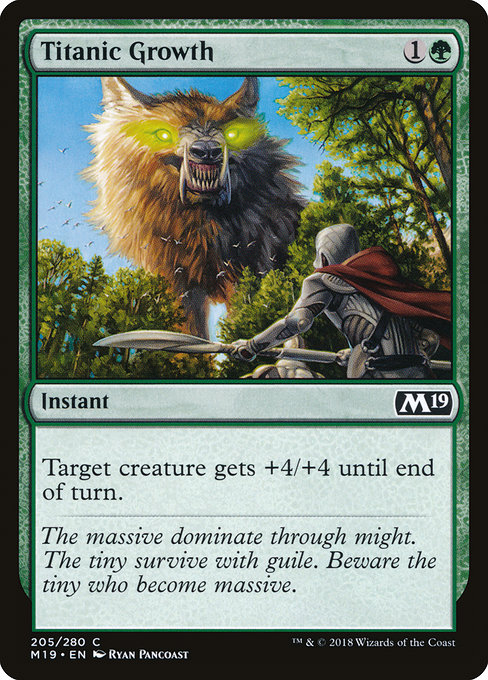 Titanic Growth 1
Instant M19
Target creature gets +4/+4 until end
of turn.
The massive dominate through might.
The tiny survive with guile. Beware the
tiny who become massive.
205/280 C ™ & © 2018 Wizards of the Coast
M19 • EN Ryan Pancoast